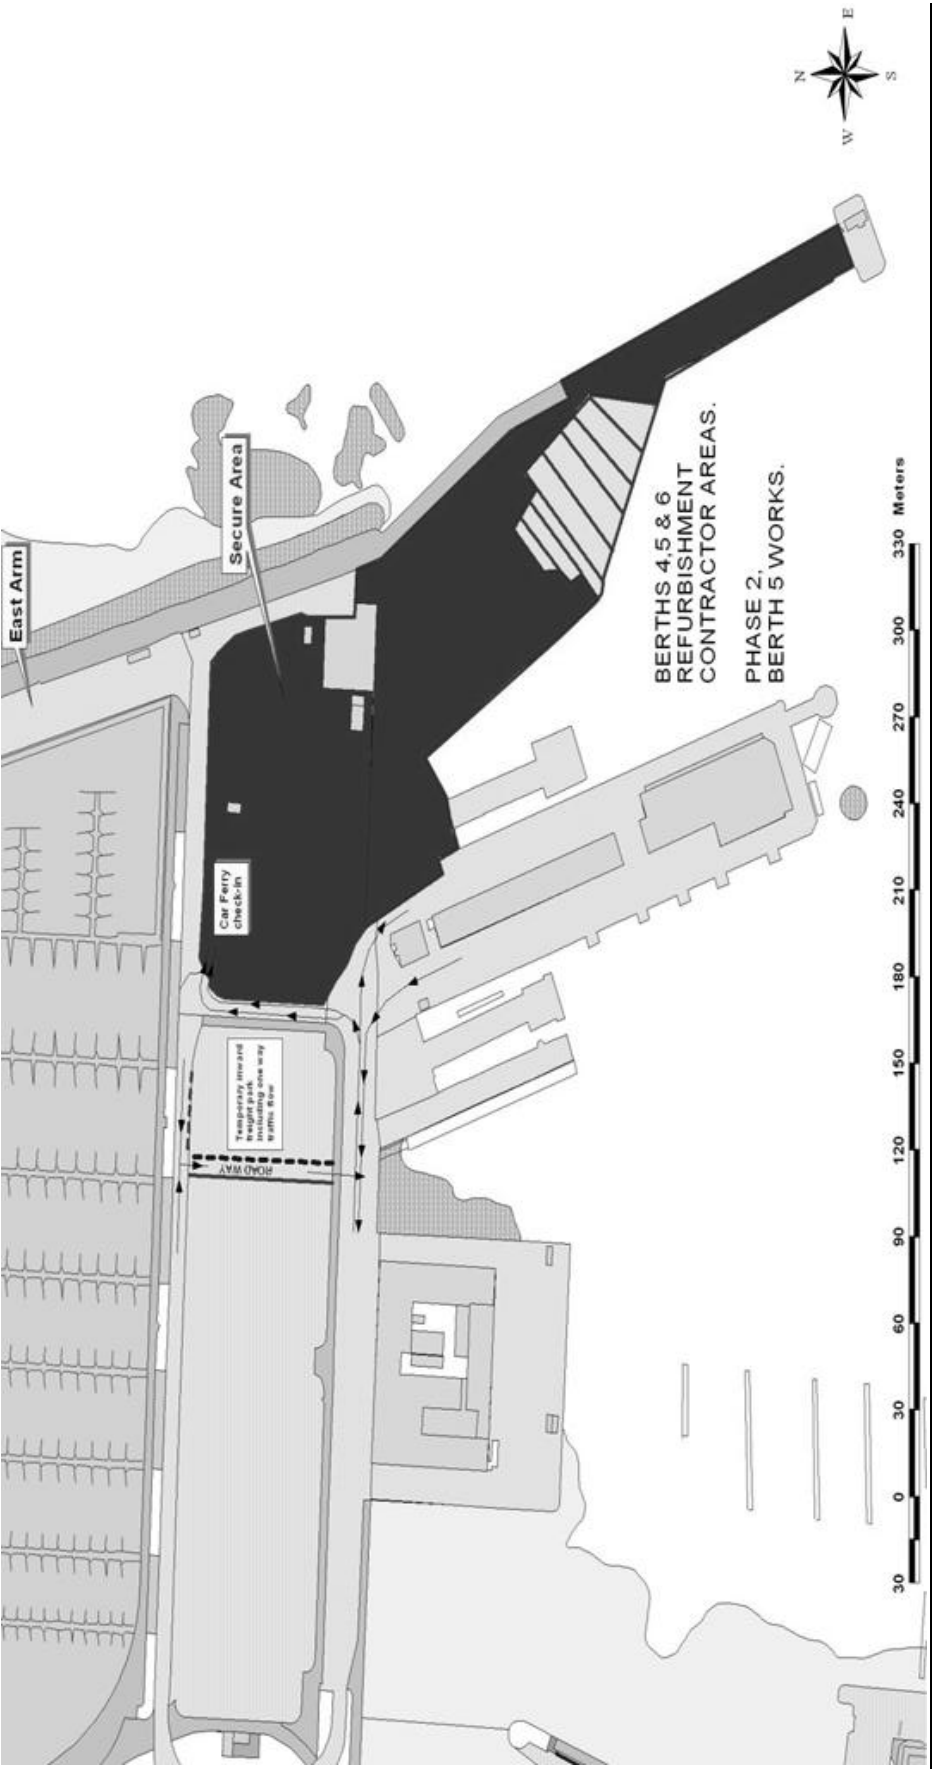 East Arm
Secure Area
Car Ferry
check-in
Temporary inward
freight park
including one way
traffic flow
ROADWAY
BERTHS 4,5 & 6
REFURBISHMENT
CONTRACTOR AREAS.
PHASE 2.
BERTH 5 WORKS.
N
E
S
W
30 0 30 60 90 120 150 180 210 240 270 300 330 Meters